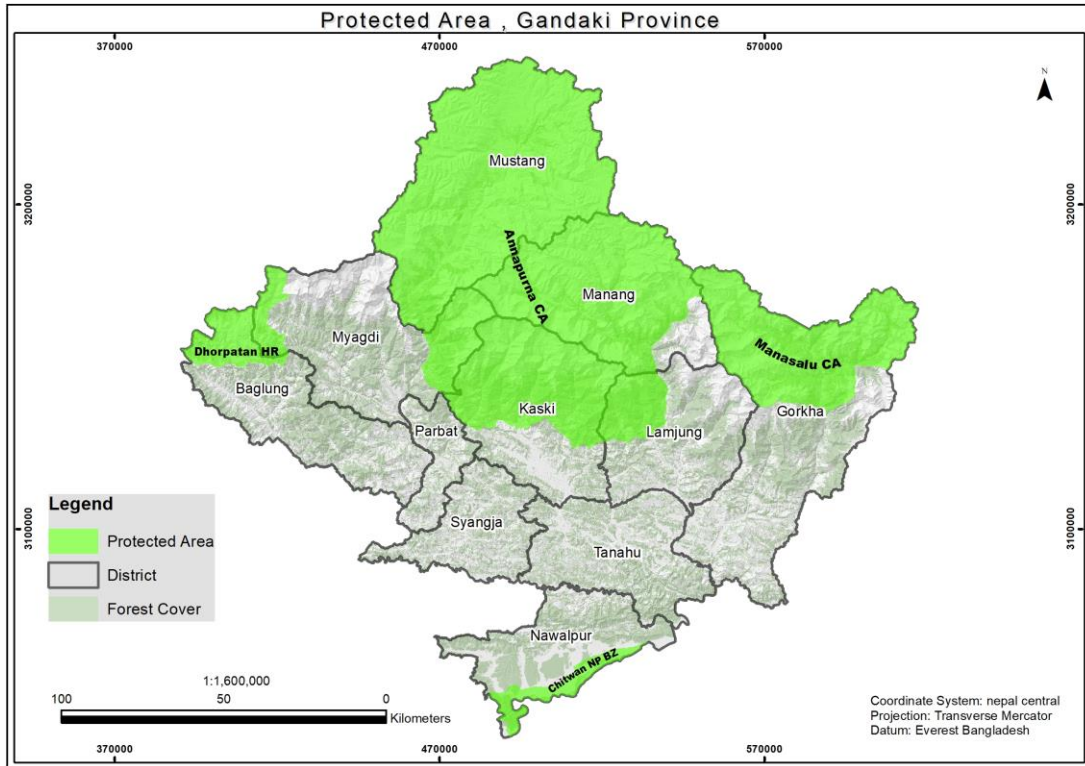 Protected Area , Gandaki Province
370000 470000 570000
N
Mustang
3200000 3200000
Annapurna CA
Manang
Myagdi
Dhorpatan HR
Manasalu CA
Baglung
Kaski
Gorkha
Parbat
Lamjung
Legend
Syangja
3100000 3100000
Protected Area
Tanahu
District
Forest Cover
Nawalpur
Chitwan NP BZ
1:1,600,000
100 50 0
Kilometers
Coordinate System: nepal central
Projection: Transverse Mercator
Datum: Everest Bangladesh
370000 470000 570000